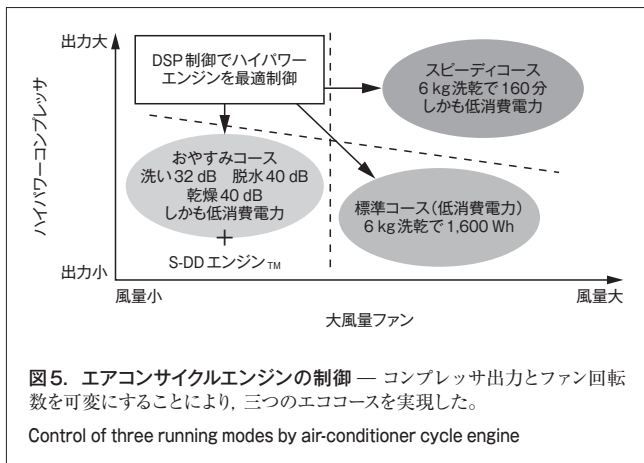 出力大
DSP制御でハイパワー
エンジンを最適制御
スピーディコース
6 kg洗乾で160分
しかも低消費電力
ハイパワーコンプレッサ
おやすみコース
洗い32 dB 脱水40 dB
乾燥40 dB
しかも低消費電力
+
S-DDエンジンTM
標準コース(低消費電力)
6 kg洗乾で1,600 Wh
出力小
風量小
風量大
大風量ファン
図5. エアコンサイクルエンジンの制御 — コンプレッサ出力とファン回転
数を可変にすることにより,三つのエココースを実現した。
Control of three running modes by air-conditioner cycle engine